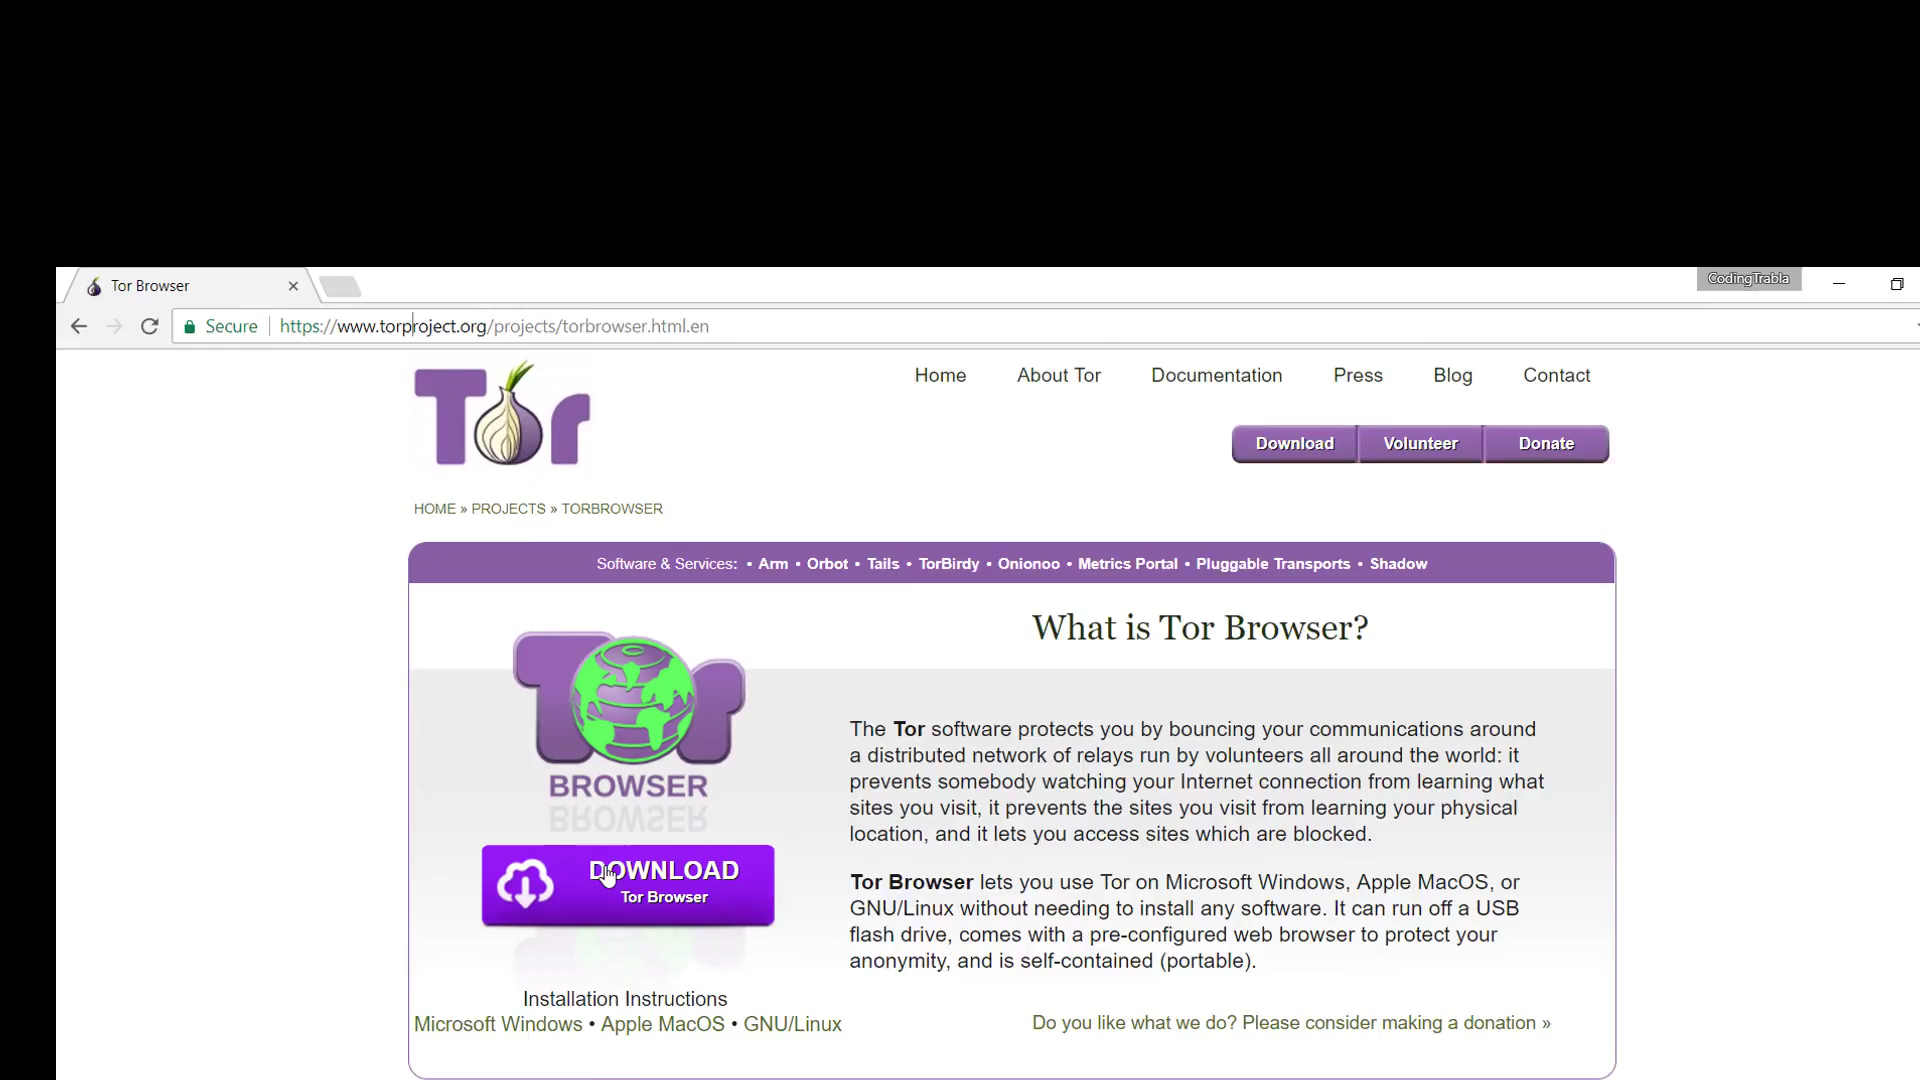 Tor Browser
CodingTrabla
Secure
https://www.torproject.org/projects/torbrowser.html.en
Tor
Home About Tor Documentation Press Blog Contact
Download Volunteer Donate
HOME » PROJECTS » TORBROWSER
Software & Services: • Arm • Orbot • Tails • TorBirdy • Onionoo • Metrics Portal • Pluggable Transports • Shadow
Tor
BROWSER
DOWNLOAD
Tor Browser
Installation Instructions
Microsoft Windows • Apple MacOS • GNU/Linux
What is Tor Browser?
The Tor software protects you by bouncing your communications around
a distributed network of relays run by volunteers all around the world: it
prevents somebody watching your Internet connection from learning what
sites you visit, it prevents the sites you visit from learning your physical
location, and it lets you access sites which are blocked.
Tor Browser lets you use Tor on Microsoft Windows, Apple MacOS, or
GNU/Linux without needing to install any software. It can run off a USB
flash drive, comes with a pre-configured web browser to protect your
anonymity, and is self-contained (portable).
Do you like what we do? Please consider making a donation »